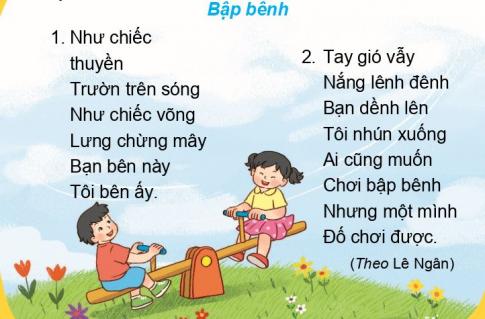 Bập bênh
1. Như chiếc
thuyền
Trườn trên sóng
Như chiếc võng
Lưng chừng mây
Bạn bên này
Tôi bên ấy.
2. Tay gió vẫy
Nắng lênh đênh
Bạn dềnh lên
Tôi nhún xuống
Ai cũng muốn
Chơi bập bênh
Nhưng một mình
Đố chơi được.
(Theo Lê Ngân)